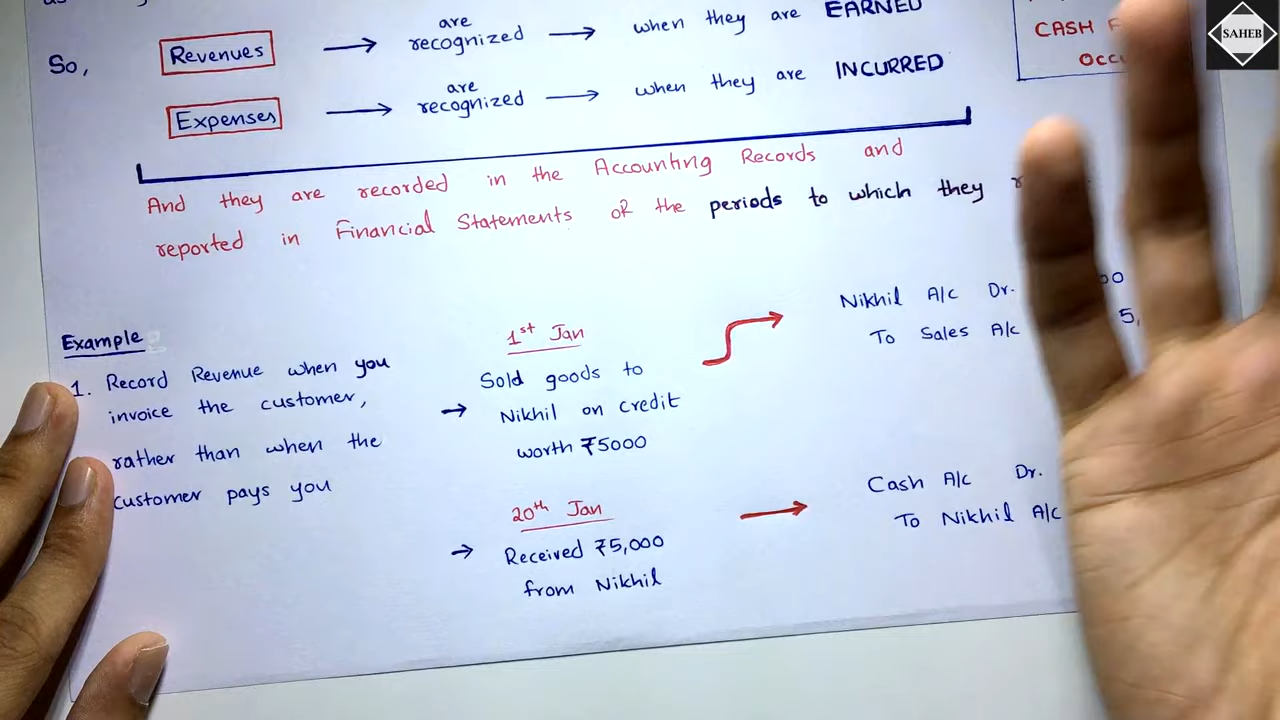 So, Revenues → are recognized → when they are EARNED
Expenses → are recognized → when they are INCURRED
CASH
And they are recorded in the Accounting Records and
reported in Financial Statements of the periods to which they
Example
1. Record Revenue when you
invoice the customer,
rather than when the
customer pays you
1st Jan
→ Sold goods to
Nikhil on credit
worth ₹5000
Nikhil A/c Dr.
To Sales A/c 5,
20th Jan
→ Received ₹5,000
from Nikhil
Cash A/c Dr.
To Nikhil A/c
SAHEB